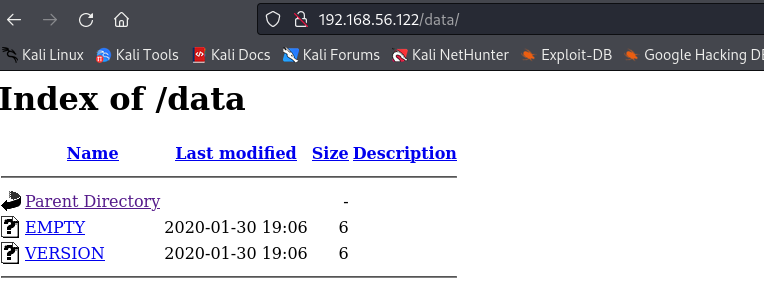 192.168.56.122/data/
Kali Linux Kali Tools Kali Docs Kali Forums Kali NetHunter Exploit-DB Google Hacking
Index of /data
Name Last modified Size Description
Parent Directory -
EMPTY 2020-01-30 19:06 6
VERSION 2020-01-30 19:06 6